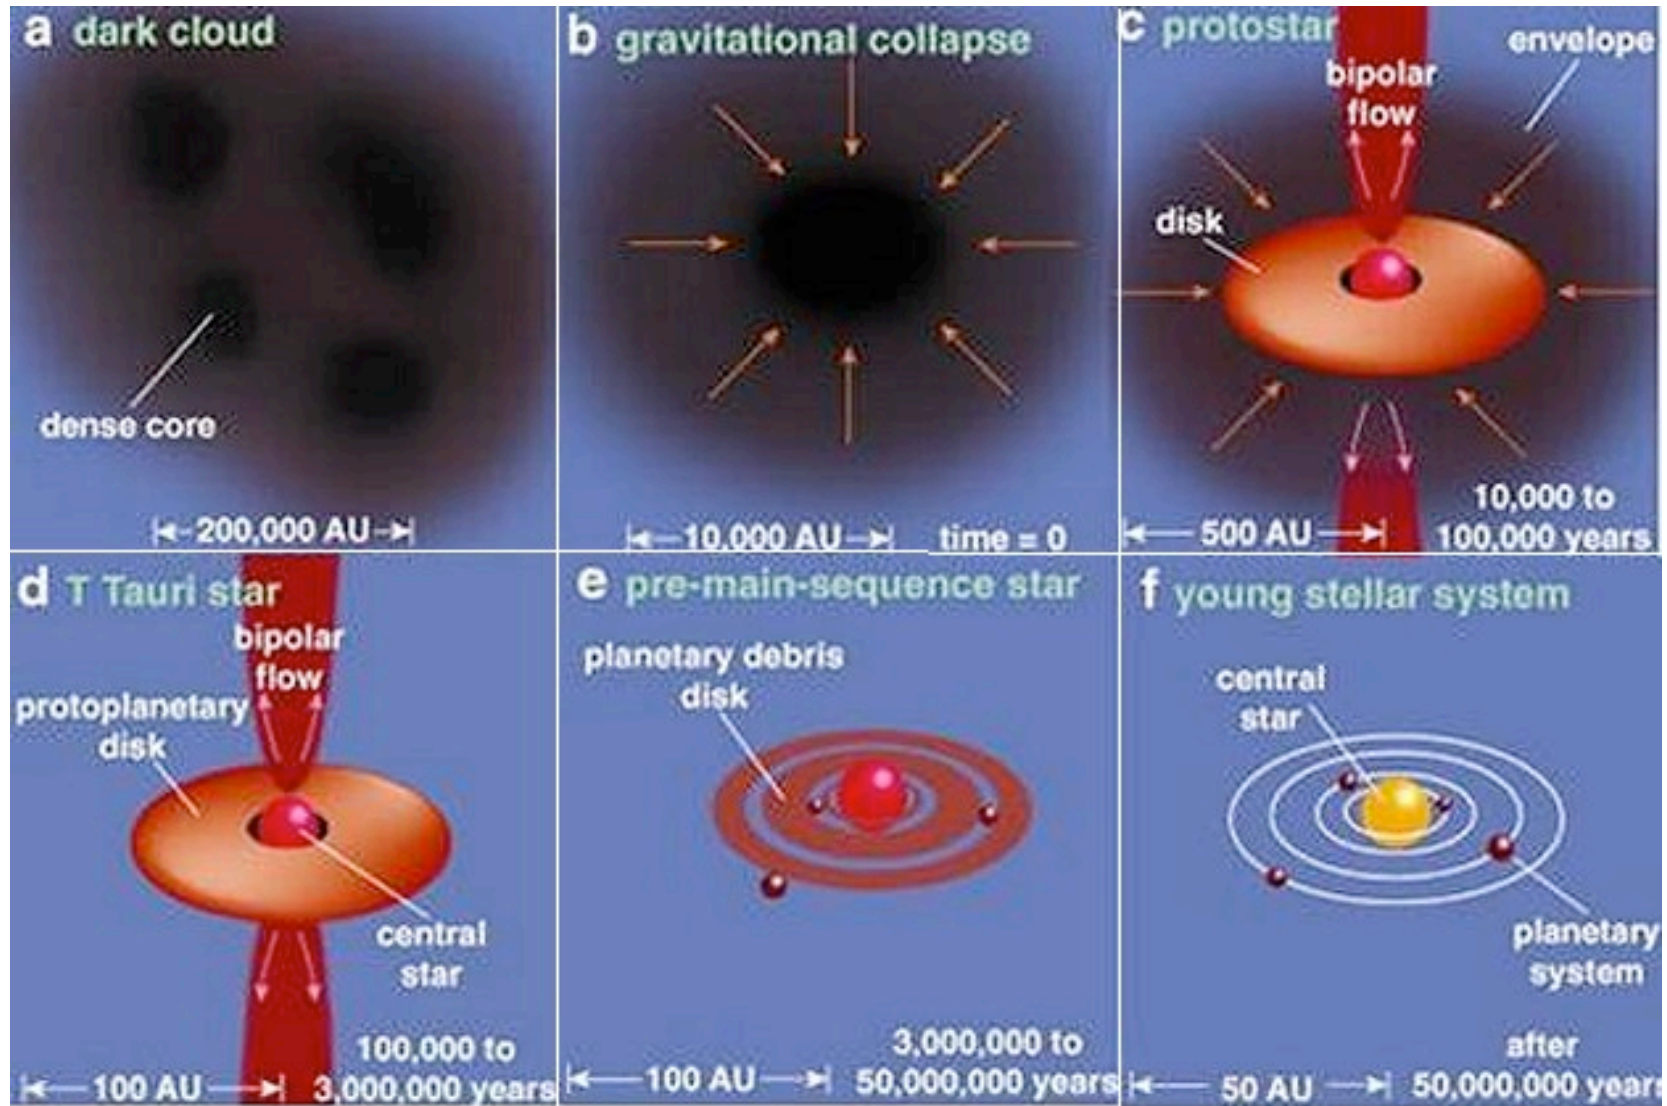 a dark cloud
dense core
200,000 AU
b gravitational collapse
10,000 AU
time = 0
c protostar
envelope
bipolar
flow
disk
500 AU
10,000 to
100,000 years
d T Tauri star
bipolar
flow
protoplanetary
disk
central
star
100 AU
100,000 to
3,000,000 years
e pre-main-sequence star
planetary debris
disk
100 AU
3,000,000 to
50,000,000 years
f young stellar system
central
star
planetary
system
50 AU
after
50,000,000 years